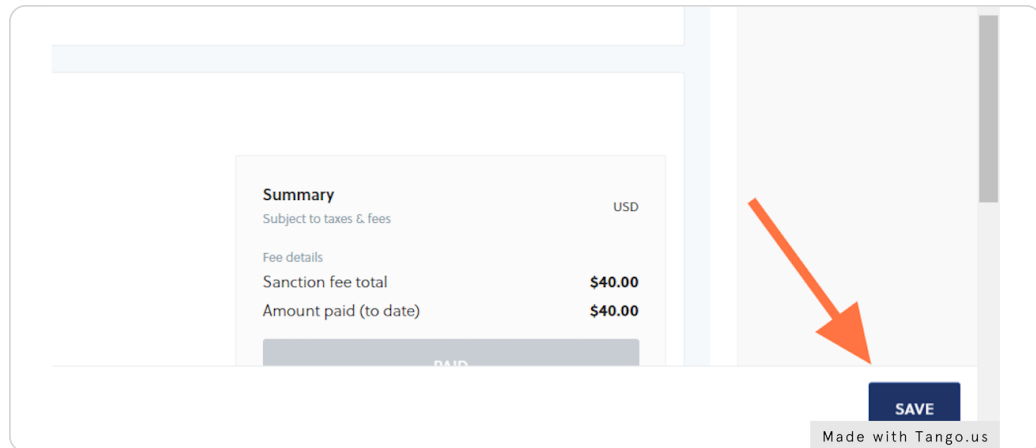 Summary
USD
Subject to taxes & fees
Fee details
Sanction fee total $40.00
Amount paid (to date) $40.00
PAID
SAVE
Made with Tango.us